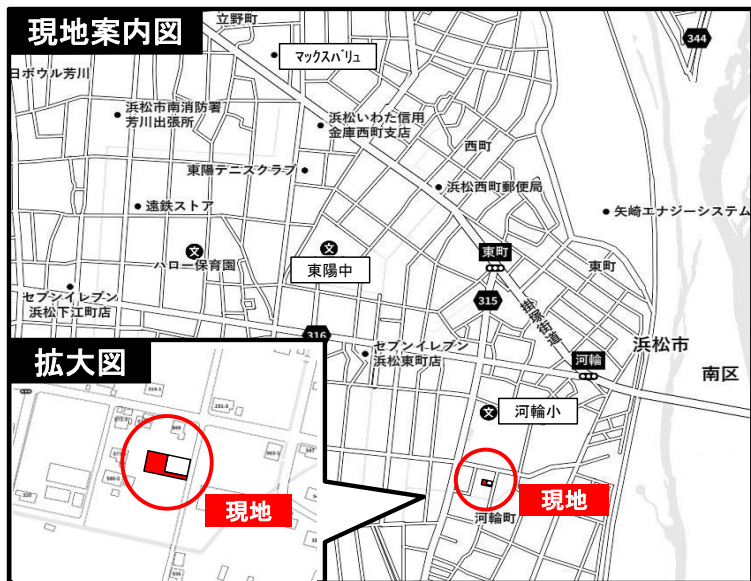 現地案内図
立野町
マックスバリュ
344
日ボウル芳川
浜松市南消防署
芳川出張所
浜松いわた信用
金庫西町支店
西町
東陽テニスクラブ
浜松西町郵便局
遠鉄ストア
矢崎エナジーシステム
文
ハロー保育園
文
東陽中
東町
東町
セブンイレブン
浜松下江町店
315
掛塚街道
316
セブンイレブン
浜松東町店
浜松市
南区
河輪
文
河輪小
現地
河輪町
拡大図
現地